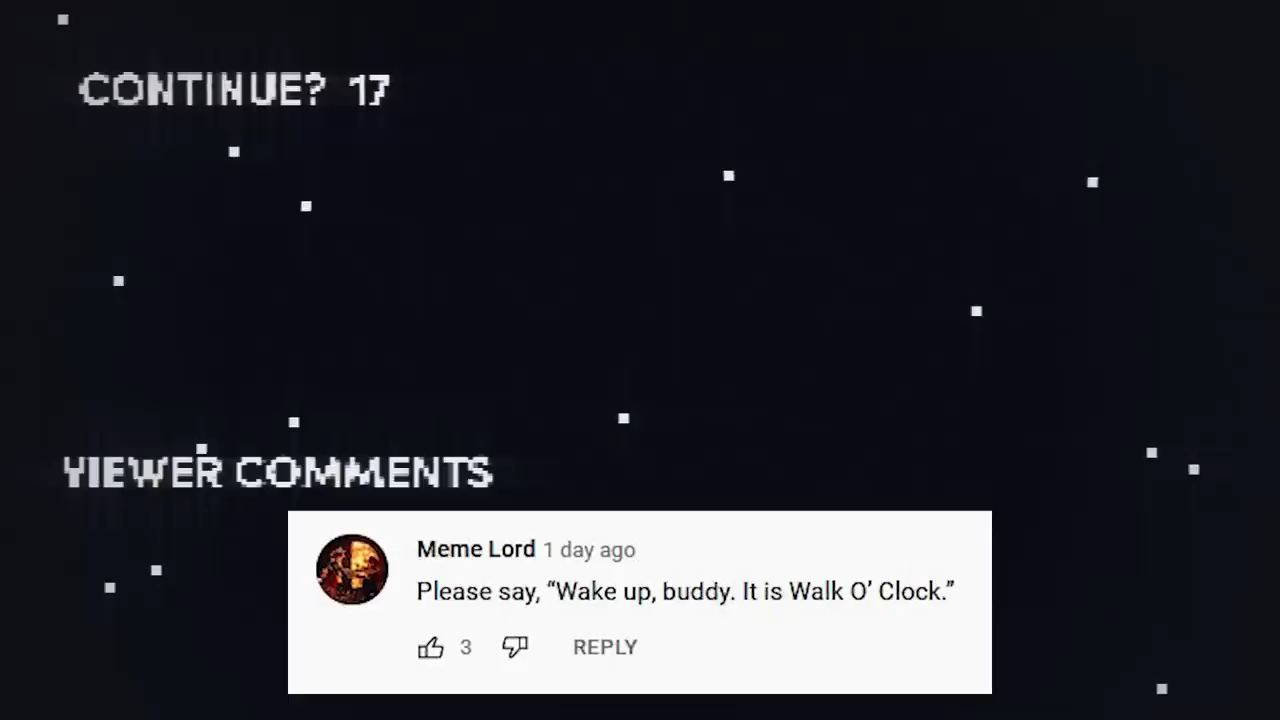 CONTINUE? 17
VIEWER COMMENTS
Meme Lord 1 day ago
Please say, “Wake up, buddy. It is Walk O’ Clock.”
3 REPLY